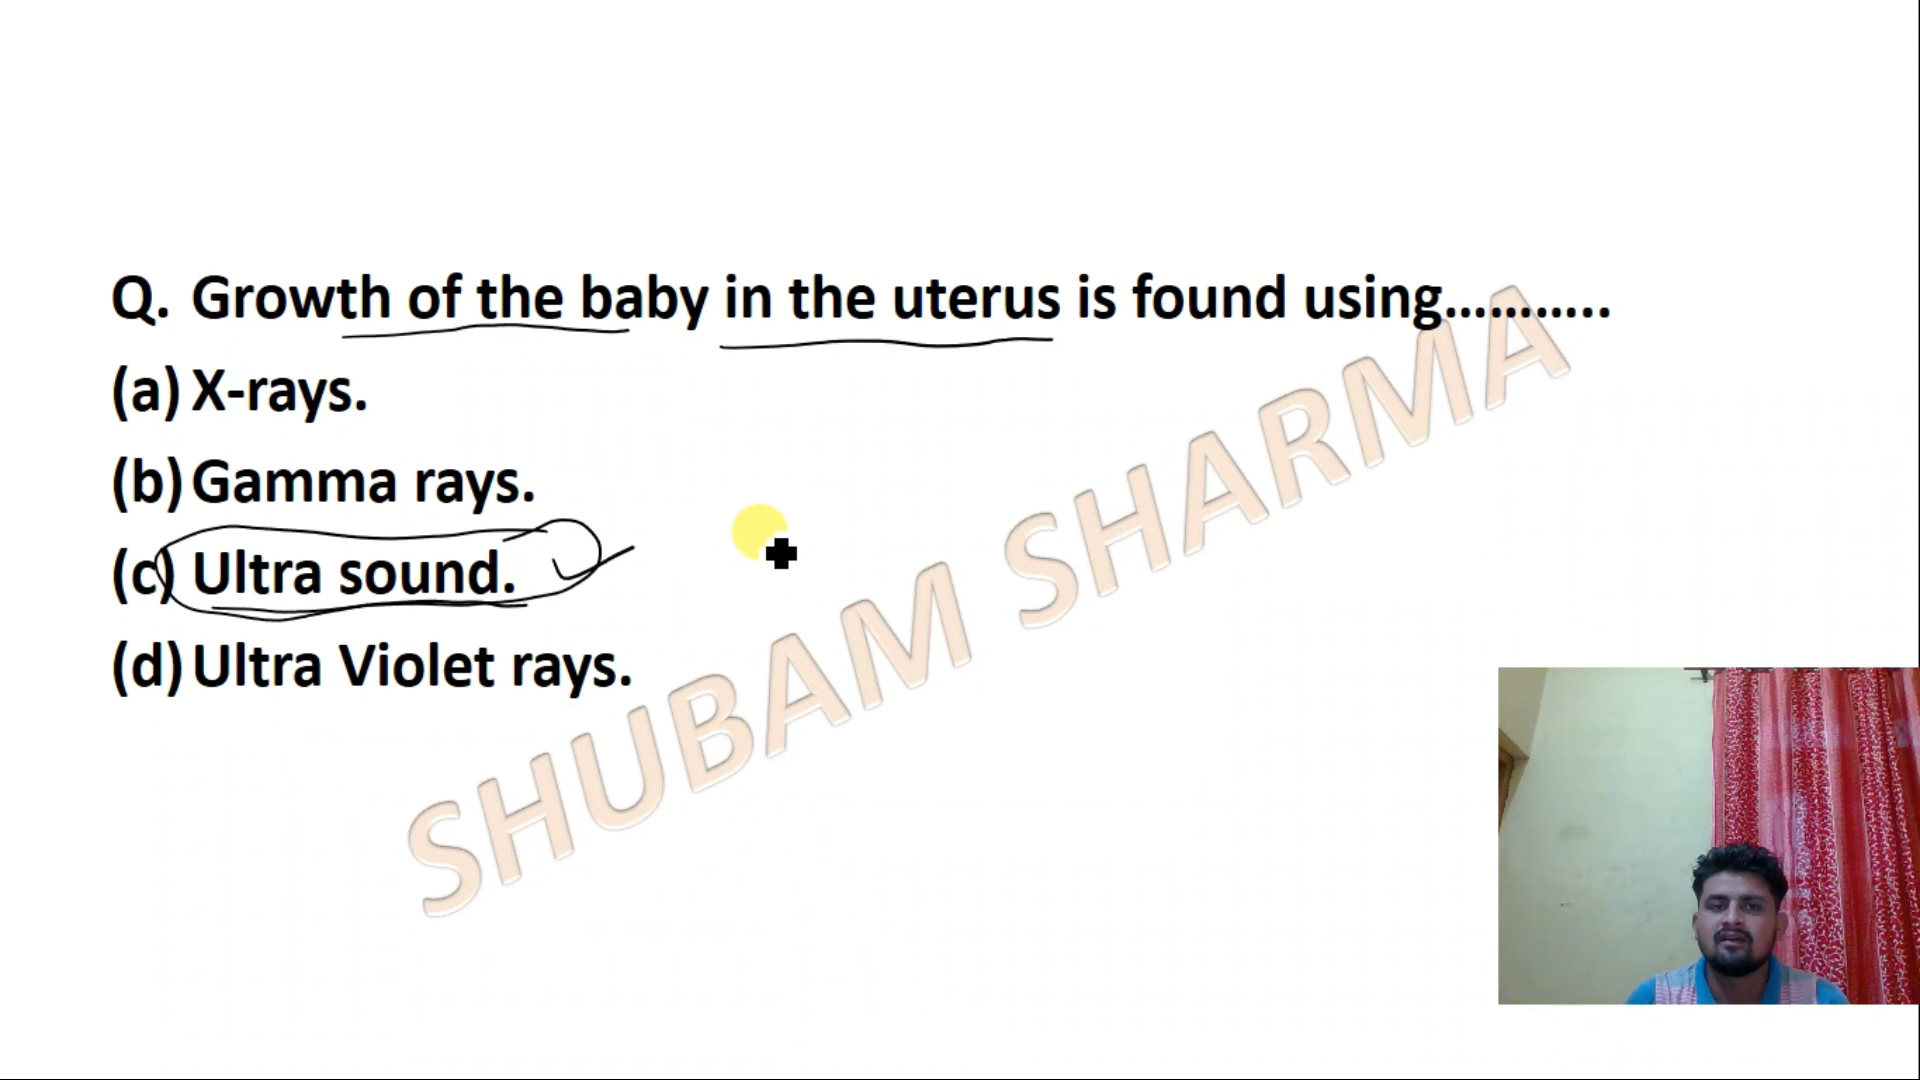 Q. Growth of the baby in the uterus is found using………..
(a) X-rays.
(b) Gamma rays.
(c) Ultra sound.
(d) Ultra Violet rays.
SHUBAM SHARMA